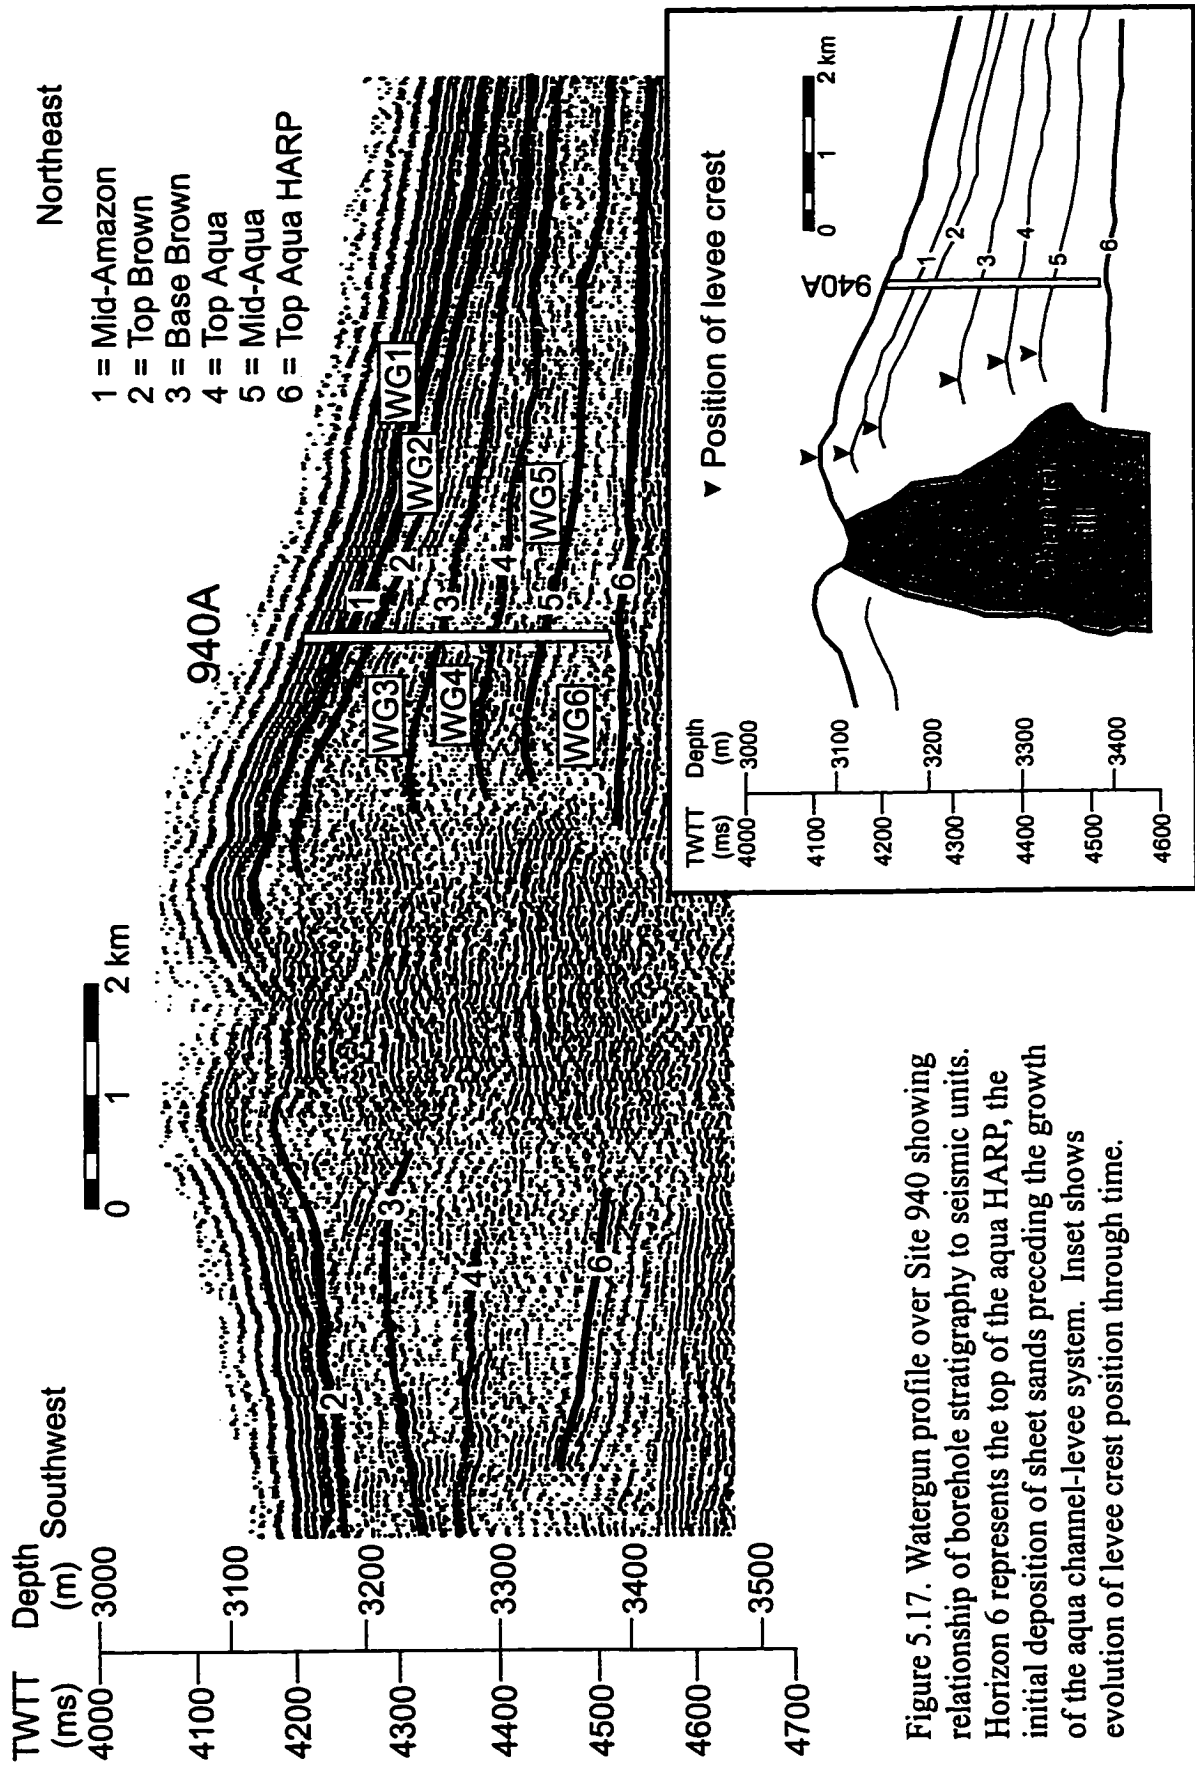 TWTT
(ms)
Depth
(m)
4000
4100
4200
4300
4400
4500
4600
4700
3000
3100
3200
3300
3400
3500
Southwest
Northeast
0
1
2 km
940A
1 = Mid-Amazon
2 = Top Brown
3 = Base Brown
4 = Top Aqua
5 = Mid-Aqua
6 = Top Aqua HARP
2
3
4
6
1
2
3
4
5
6
WG1
WG2
WG3
WG4
WG5
WG6
TWTT
(ms)
Depth
(m)
4000
4100
4200
4300
4400
4500
4600
3000
3100
3200
3300
3400
▼ Position of levee crest
0
1
2 km
940A
1
2
3
4
5
6
Figure 5.17. Watergun profile over Site 940 showing
relationship of borehole stratigraphy to seismic units.
Horizon 6 represents the top of the aqua HARP, the
initial deposition of sheet sands preceding the growth
of the aqua channel-levee system. Inset shows
evolution of levee crest position through time.